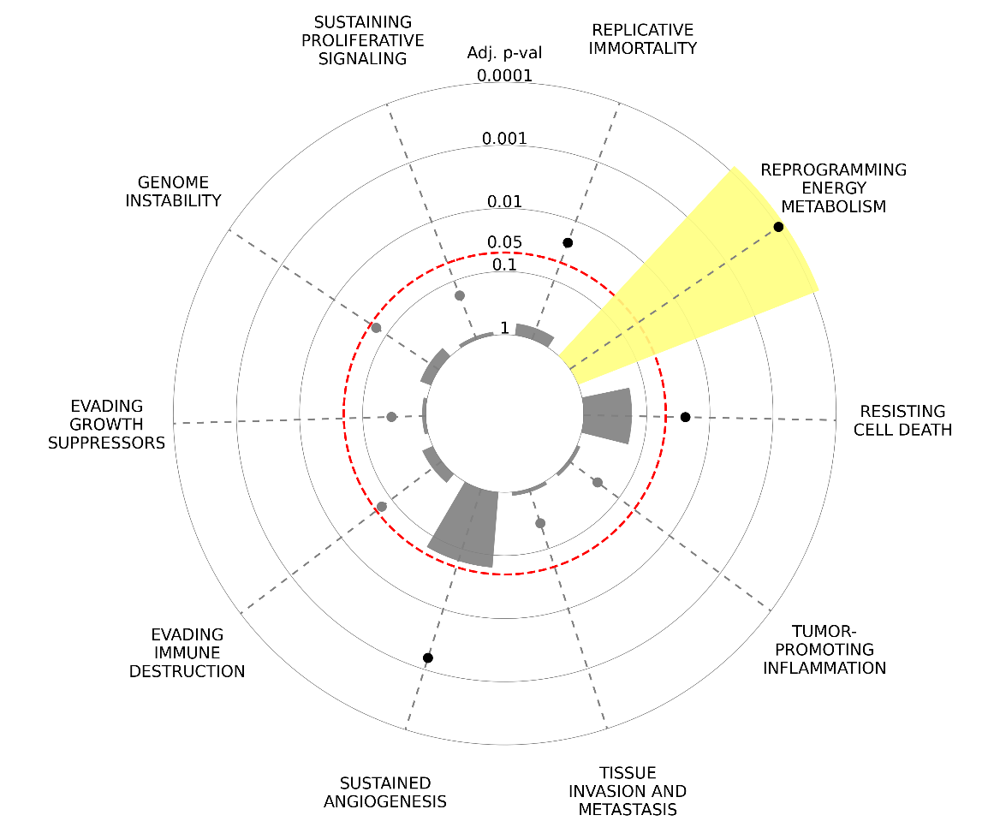 SUSTAINING
PROLIFERATIVE
SIGNALING
REPLICATIVE
IMMORTALITY
Adj. p-val
0.0001
0.001
0.01
0.05
0.1
1
REPROGRAMMING
ENERGY
METABOLISM
GENOME
INSTABILITY
EVADING
GROWTH
SUPPRESSORS
RESISTING
CELL DEATH
EVADING
IMMUNE
DESTRUCTION
TUMOR-
PROMOTING
INFLAMMATION
SUSTAINED
ANGIOGENESIS
TISSUE
INVASION AND
METASTASIS